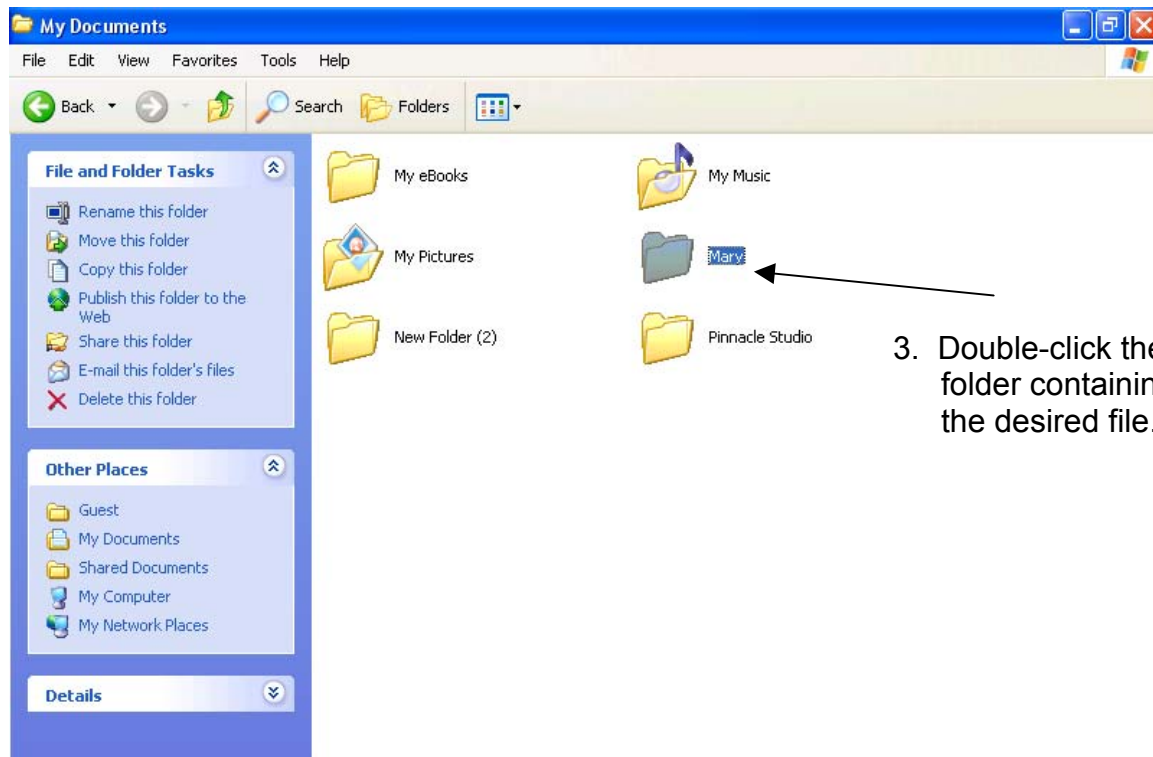 My Documents
File Edit View Favorites Tools Help
Back Search Folders
File and Folder Tasks
Rename this folder
Move this folder
Copy this folder
Publish this folder to the
Web
Share this folder
E-mail this folder's files
Delete this folder
Other Places
Guest
My Documents
Shared Documents
My Computer
My Network Places
Details
My eBooks
My Music
My Pictures
Mary
New Folder (2)
Pinnacle Studio
3. Double-click the
folder containin
the desired file.